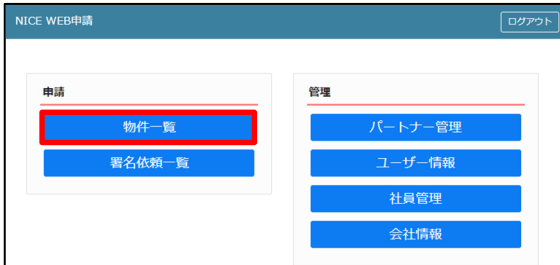 NICE WEB申請
ログアウト
申請
物件一覧
署名依頼一覧
管理
パートナー管理
ユーザー情報
社員管理
会社情報